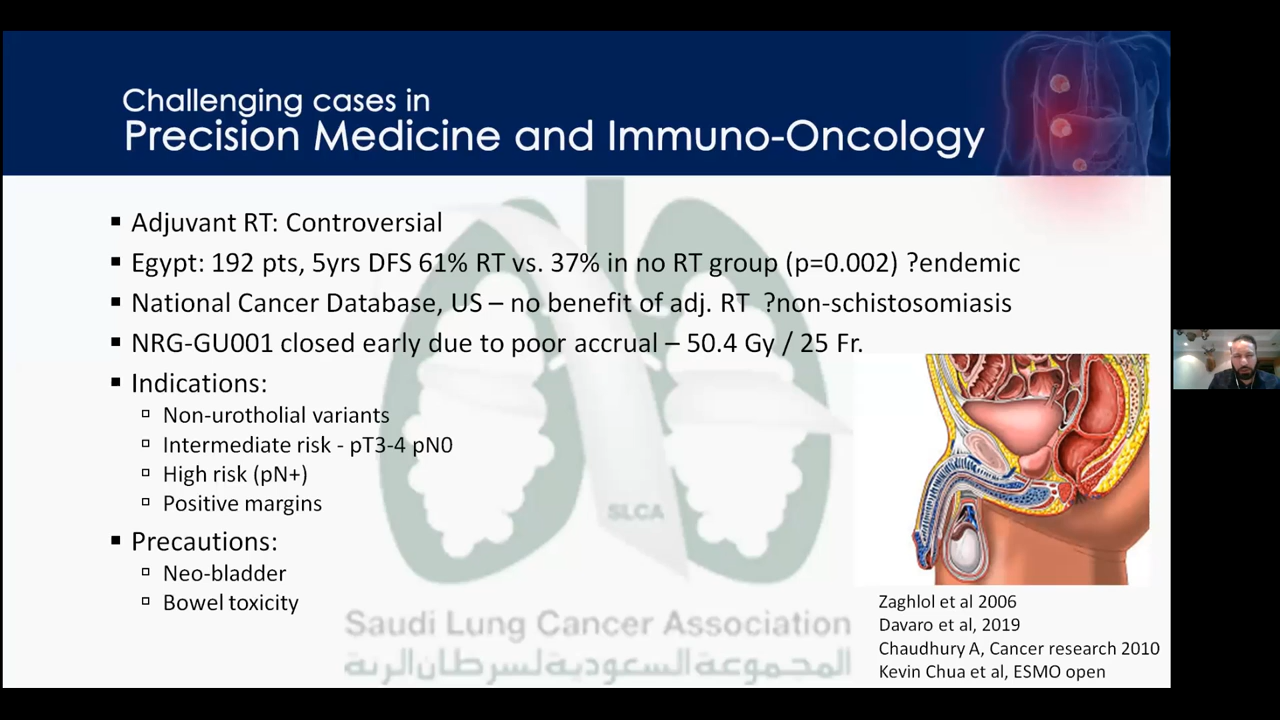 Challenging cases in
Precision Medicine and Immuno-Oncology
Adjuvant RT: Controversial
Egypt: 192 pts, 5yrs DFS 61% RT vs. 37% in no RT group (p=0.002) ?endemic
National Cancer Database, US – no benefit of adj. RT ?non-schistosomiasis
NRG-GU001 closed early due to poor accrual – 50.4 Gy / 25 Fr.
Indications:
Non-urotholial variants
Intermediate risk - pT3-4 pN0
High risk (pN+)
Positive margins
SLCA
Precautions:
Neo-bladder
Bowel toxicity
Zaghlol et al 2006
Davaro et al, 2019
Chaudhury A, Cancer research 2010
Kevin Chua et al, ESMO open
Saudi Lung Cancer Association
المجموعة السعودية لسرطان الرية